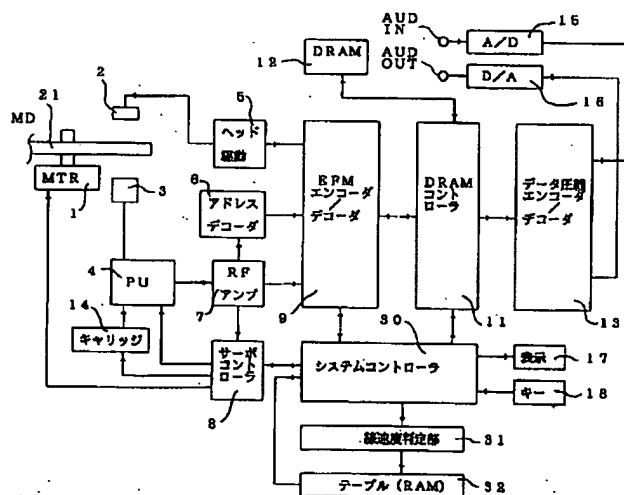 AUD
IN
15
A/D
AUD
OUT
D/A
16
DRAM
12
2
21
MD
5
ヘッド
駆動
MTR
1
3
6
アドレス
デコーダ
EFM
エンコーダ
/
デコーダ
DRAM
コント
ローラ
データ圧縮
エンコーダ/
デコーダ
4
PU
RF
アンプ
7
9
11
13
14
キャリッジ
サーボ
コント
ローラ
8
30
システムコントローラ
表示
17
キー
18
線速度判定部
31
テーブル(RAM)
32